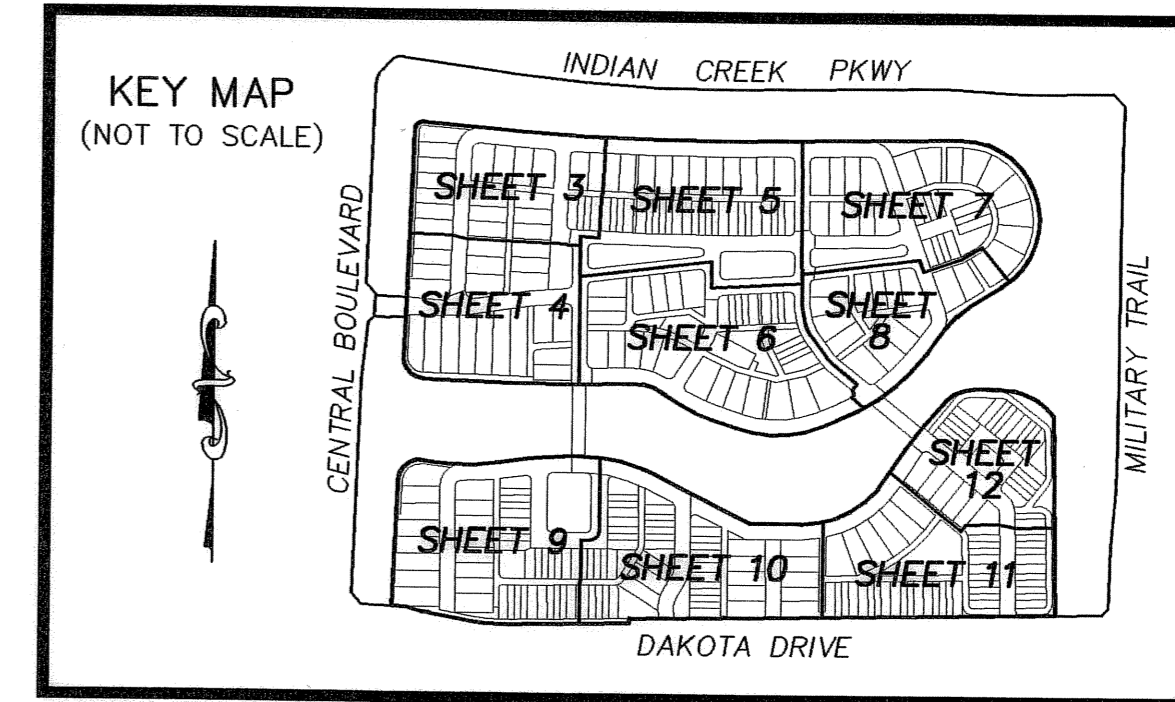 KEY MAP
(NOT TO SCALE)
INDIAN CREEK PKWY
CENTRAL BOULEVARD
MILITARY TRAIL
SHEET 3
SHEET 5
SHEET 7
SHEET 4
SHEET 6
SHEET
8
SHEET
12
SHEET 9
SHEET 10
SHEET 11
DAKOTA DRIVE